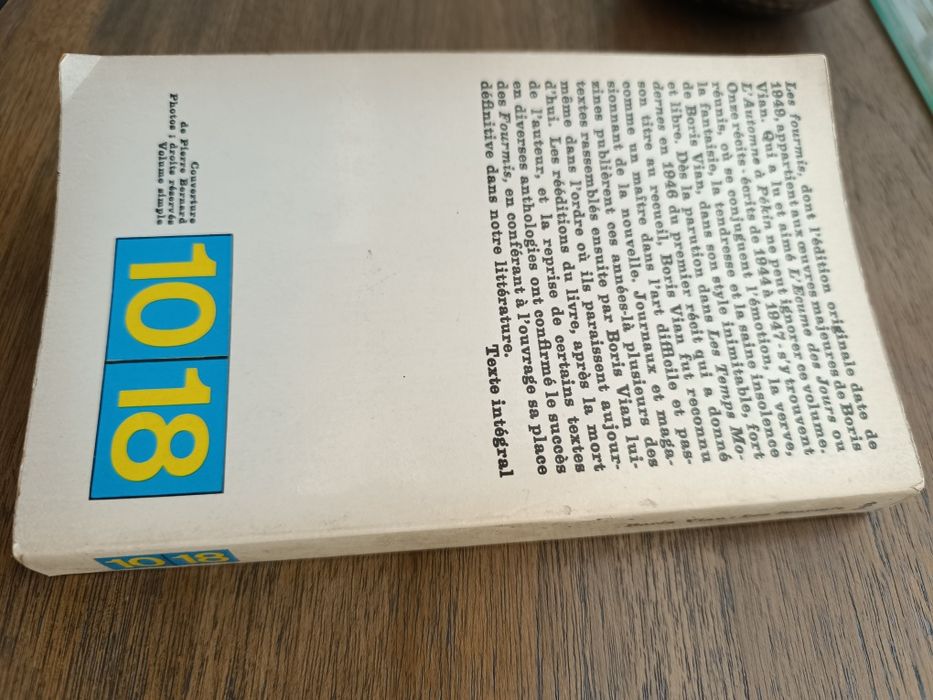 Les fourmis, dont l'édition originale date de
1949, appartient aux œuvres majeures de Boris
Vian. Qui a lu et aimé L'Ecume des Jours ou
L'Automne à Pékin ne peut ignorer ce volume.
Onze récits - écrits de 1944 à 1947 - s'y trouvent
réunis, où se conjuguent l'émotion, la verve,
la fantaisie, la tendresse et la saine insolence
de Boris Vian, dans son style inimitable, fort
et libre. Dès la parution dans Les Temps Mo-
dernes en 1946 du premier récit qui a donné
son titre au recueil, Boris Vian fut reconnu
comme un maître dans l'art difficile et pas-
sionnant de la nouvelle. Journaux et maga-
zines publièrent ces années-là plusieurs des
textes rassemblés ensuite par Boris Vian lui-
même dans l'ordre où ils paraissent aujour-
d'hui. Les rééditions du livre, après la mort
de l'auteur, et la reprise de certains textes
en diverses anthologies ont confirmé le succès
des Fourmis, en conférant à l'ouvrage sa place
définitive dans notre littérature.
Texte intégral
Couverture
de Pierre Bernard
Photos ; droits réservés
Volume simple
10 18
Boris Vian
10 18